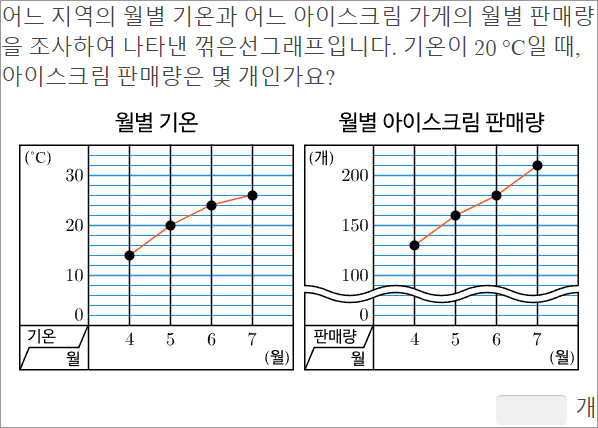 어느 지역의 월별 기온과 어느 아이스크림 가게의 월별 판매량
을 조사하여 나타낸 꺾은선그래프입니다. 기온이 20 °C일 때,
아이스크림 판매량은 몇 개인가요?
월별 기온
(°C)
30
20
10
0
기온
월
4 5 6 7
(월)
월별 아이스크림 판매량
(개)
200
150
100
0
판매량
월
4 5 6 7
(월)
개